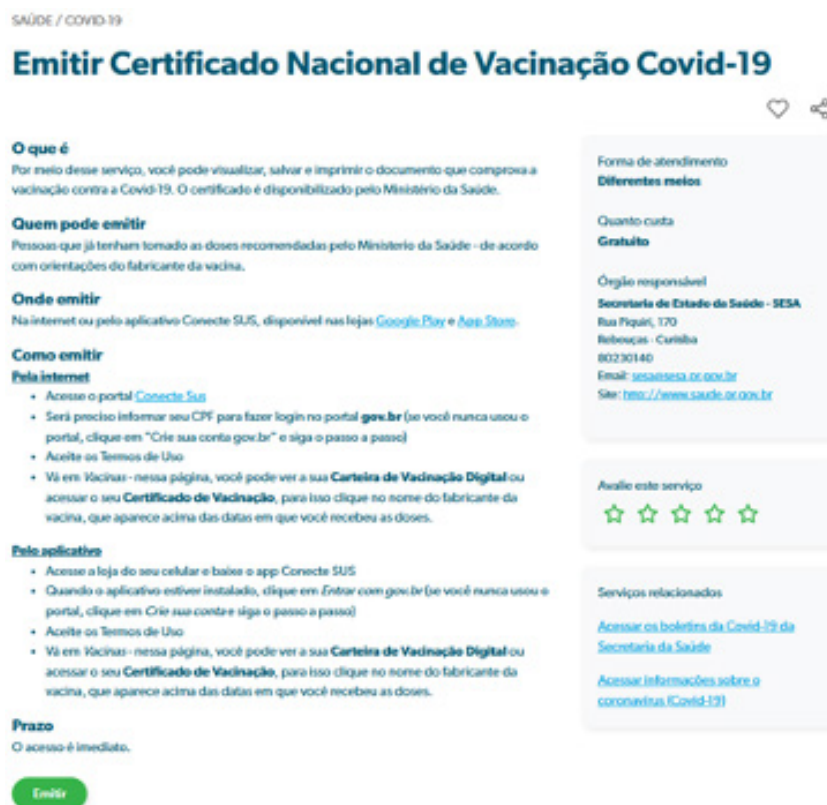 SAÚDE / COVID-19
Emitir Certificado Nacional de Vacinação Covid-19
O que é
Por meio desse serviço, você pode visualizar, salvar e imprimir o documento que comprova a
vacinação contra a Covid-19. O certificado é disponibilizado pelo Ministério da Saúde.
Quem pode emitir
Pessoas que já tenham tomado as doses recomendadas pelo Ministerio da Saúde - de acordo
com orientações do fabricante da vacina.
Onde emitir
Na internet ou pelo aplicativo Conecte SUS, disponível nas lojas Google Play e App Store.
Como emitir
Pela internet
• Acesse o portal Conecte Sus
• Será preciso informar seu CPF para fazer login no portal gov.br (se você nunca usou o
portal, clique em "Crie sua conta gov.br" e siga o passo a passo)
• Aceite os Termos de Uso
• Vá em Vacinas - nessa página, você pode ver a sua Carteira de Vacinação Digital ou
acessar o seu Certificado de Vacinação, para isso clique no nome do fabricante da
vacina, que aparece acima das datas em que você recebeu as doses.
Pelo aplicativo
• Acesse a loja do seu celular e baixe o app Conecte SUS
• Quando o aplicativo estiver instalado, clique em Entrar com gov.br (se você nunca usou o
portal, clique em Crie sua conta e siga o passo a passo)
• Aceite os Termos de Uso
• Vá em Vacinas - nessa página, você pode ver a sua Carteira de Vacinação Digital ou
acessar o seu Certificado de Vacinação, para isso clique no nome do fabricante da
vacina, que aparece acima das datas em que você recebeu as doses.
Prazo
O acesso é imediato.
Emitir
Forma de atendimento
Diferentes meios
Quanto custa
Gratuito
Órgão responsável
Secretaria de Estado da Saúde - SESA
Rua Piquiri, 170
Rebouças - Curitiba
80230140
Email: sesa@sesa.pr.gov.br
Site: http://www.saude.pr.gov.br
Avalie este serviço
Serviços relacionados
Acessar os boletins da Covid-19 da
Secretaria da Saúde
Acessar informações sobre o
coronavírus (Covid-19)